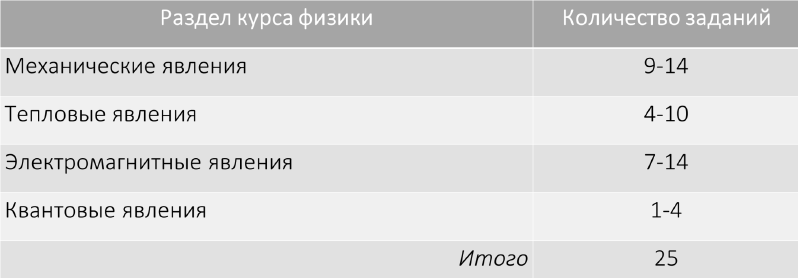 Раздел курса физики Количество заданий
Механические явления 9-14
Тепловые явления 4-10
Электромагнитные явления 7-14
Квантовые явления 1-4
Итого 25